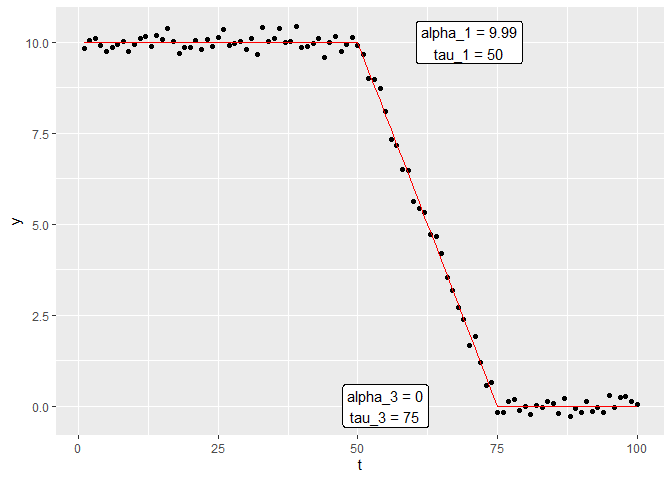 alpha_1 = 9.99
tau_1 = 50
10.0
7.5
5.0
2.5
0.0
y
alpha_3 = 0
tau_3 = 75
0
25
50
75
100
t